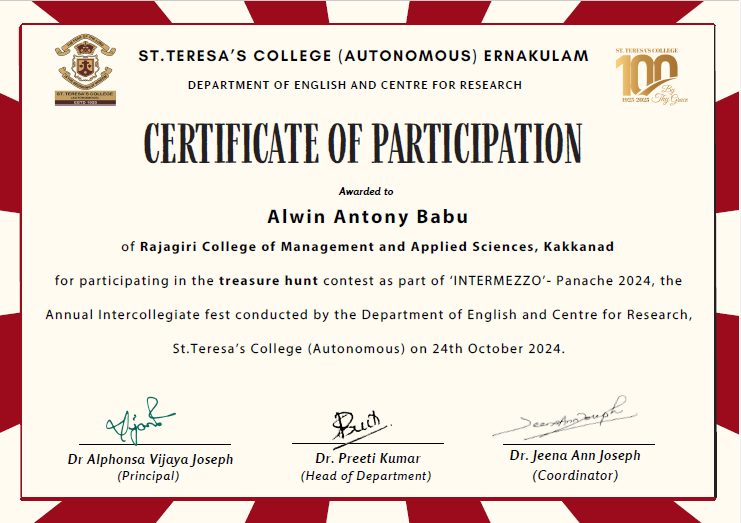 ST.TERESA'S COLLEGE (AUTONOMOUS) ERNAKULAM
DEPARTMENT OF ENGLISH AND CENTRE FOR RESEARCH
ST. TERESA'S COLLEGE
(AUTONOMOUS)
ESTD 1925
ST. TERESA'S COLLEGE
100
1925-2025
By Thy Grace
CERTIFICATE OF PARTICIPATION
Awarded to
Alwin Antony Babu
of Rajagiri College of Management and Applied Sciences, Kakkanad
for participating in the treasure hunt contest as part of ‘INTERMEZZO’- Panache 2024, the
Annual Intercollegiate fest conducted by the Department of English and Centre for Research,
St.Teresa’s College (Autonomous) on 24th October 2024.
Dr Alphonsa Vijaya Joseph
(Principal)
Dr. Preeti Kumar
(Head of Department)
Dr. Jeena Ann Joseph
(Coordinator)